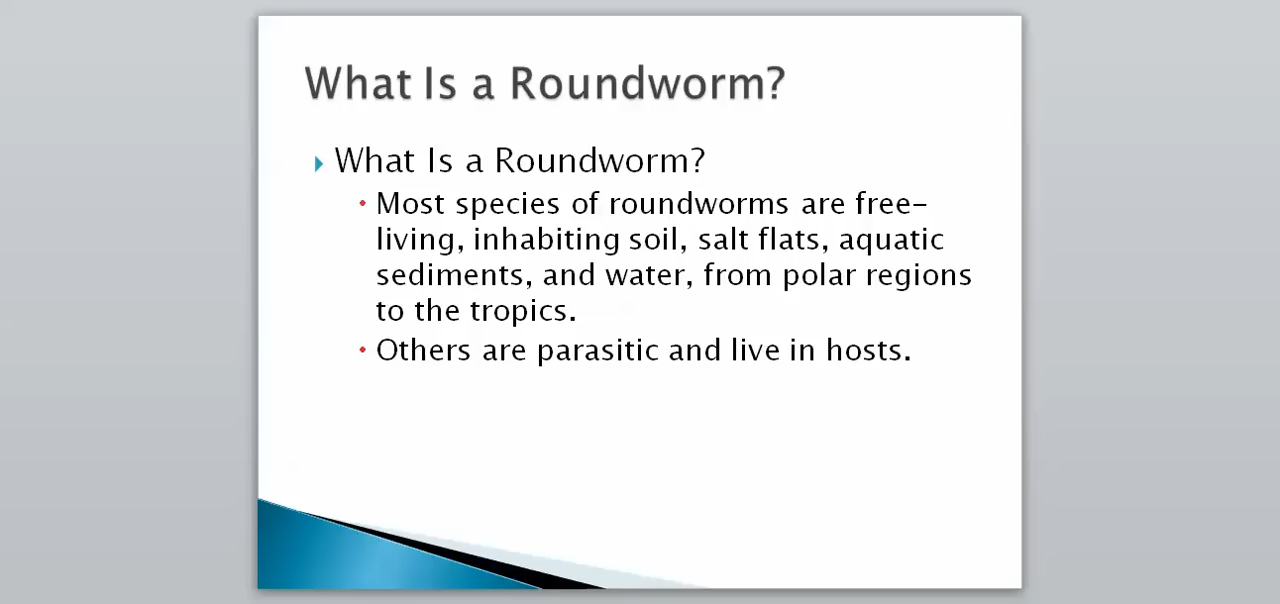 What Is a Roundworm?
What Is a Roundworm?
• Most species of roundworms are free-
living, inhabiting soil, salt flats, aquatic
sediments, and water, from polar regions
to the tropics.
• Others are parasitic and live in hosts.